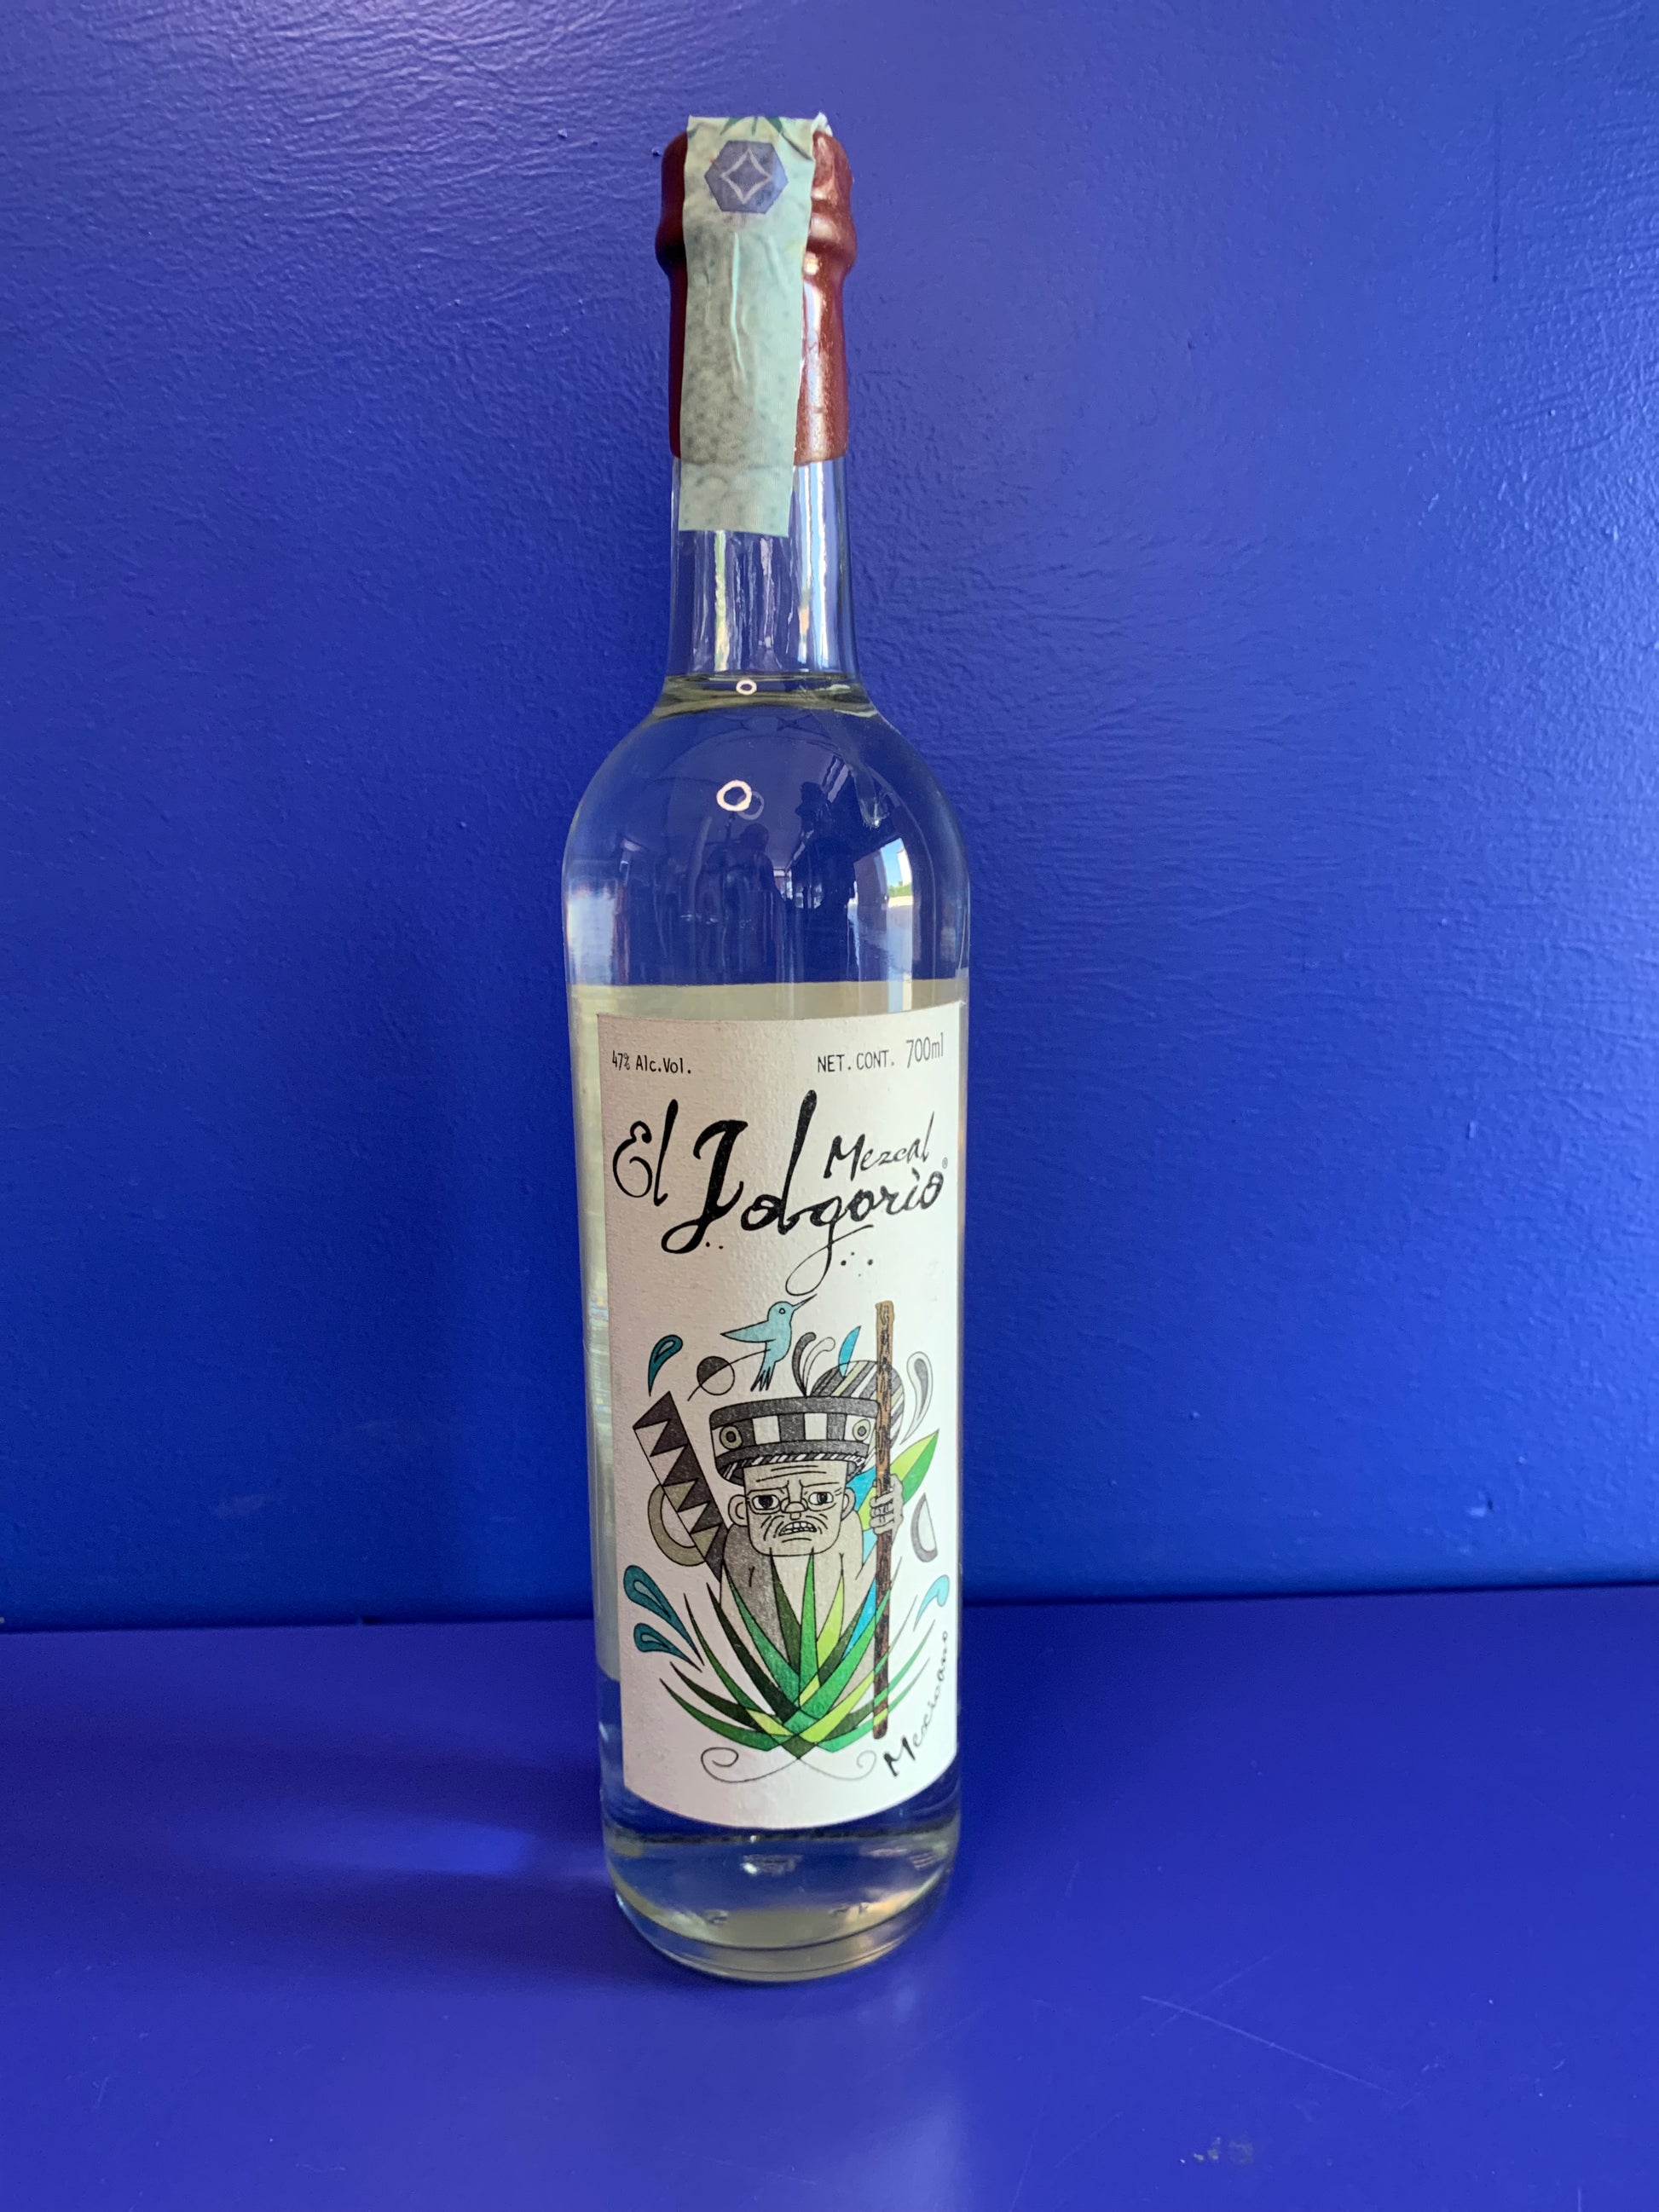 47% Alc.Vol.
NET. CONT. 700ml
El Jolgorio
Mezcal
Mexicano